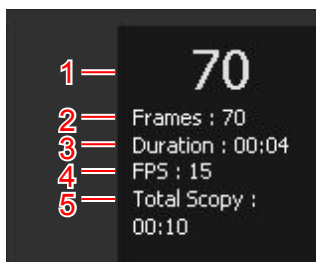 1 70
2 Frames : 70
3 Duration : 00:04
4 FPS : 15
5 Total Scopy :
00:10